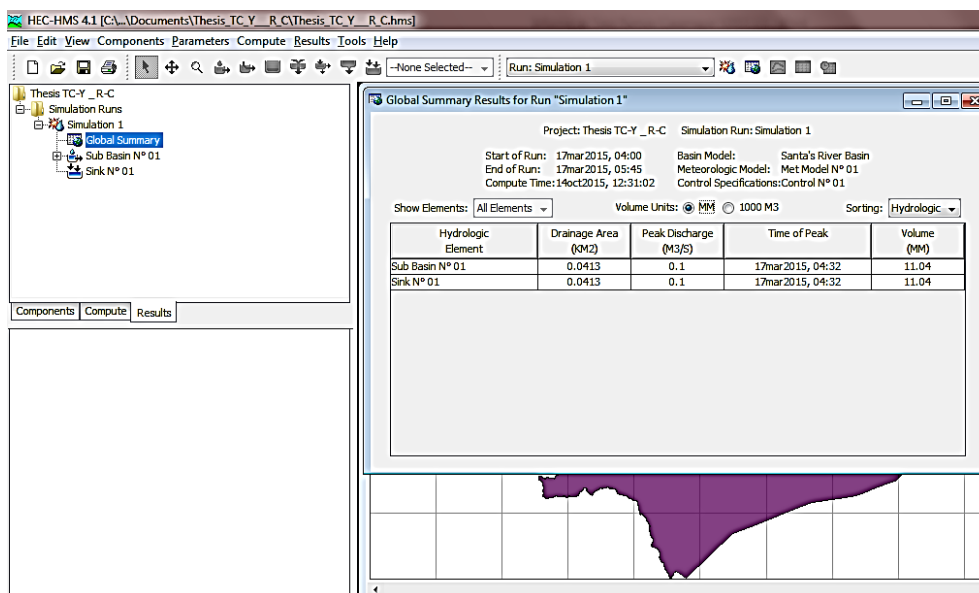 HEC-HMS 4.1 [C:\...\Documents\Thesis_TC_Y__R_C\Thesis_TC_Y__R_C.hms]
File Edit View Components Parameters Compute Results Tools Help
--None Selected-- Run: Simulation 1
Thesis TC-Y _ R-C
Simulation Runs
Simulation 1
Global Summary
Sub Basin Nº 01
Sink Nº 01
Components Compute Results
Global Summary Results for Run "Simulation 1"
Project: Thesis TC-Y _ R-C Simulation Run: Simulation 1
Start of Run: 17mar2015, 04:00 Basin Model: Santa's River Basin
End of Run: 17mar2015, 05:45 Meteorologic Model: Met Model Nº 01
Compute Time:14oct2015, 12:31:02 Control Specifications:Control Nº 01
Show Elements: All Elements Volume Units: MM 1000 M3 Sorting: Hydrologic
Hydrologic Drainage Area Peak Discharge Time of Peak Volume
Element (KM2) (M3/S) (MM)
Sub Basin Nº 01 0.0413 0.1 17mar2015, 04:32 11.04
Sink Nº 01 0.0413 0.1 17mar2015, 04:32 11.04